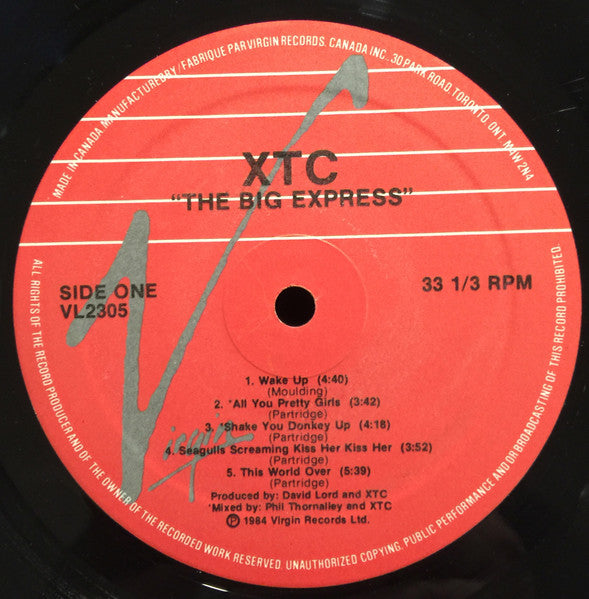 MADE IN CANADA MANUFACTURED BY / FABRIQUE PAR VIRGIN RECORDS. CANADA INC., 30 PARK ROAD, TORONTO, ONT. M4W 2N4
XTC
"THE BIG EXPRESS"
SIDE ONE
VL2305
33 1/3 RPM
1. Wake Up (4:40)
(Moulding)
2. *All You Pretty Girls (3:42)
(Partridge)
3. *Shake You Donkey Up (4:18)
(Partridge)
4. Seagulls Screaming Kiss Her Kiss Her (3:52)
(Partridge)
5. This World Over (5:39)
(Partridge)
Produced by: David Lord and XTC
*Mixed by: Phil Thornalley and XTC
Ⓟ 1984 Virgin Records Ltd.
Virgin
ALL RIGHTS OF THE RECORD PRODUCER AND OF THE OWNER OF THE RECORDED WORK RESERVED. UNAUTHORIZED COPYING, PUBLIC PERFORMANCE AND/OR BROADCASTING OF THIS RECORD PROHIBITED.